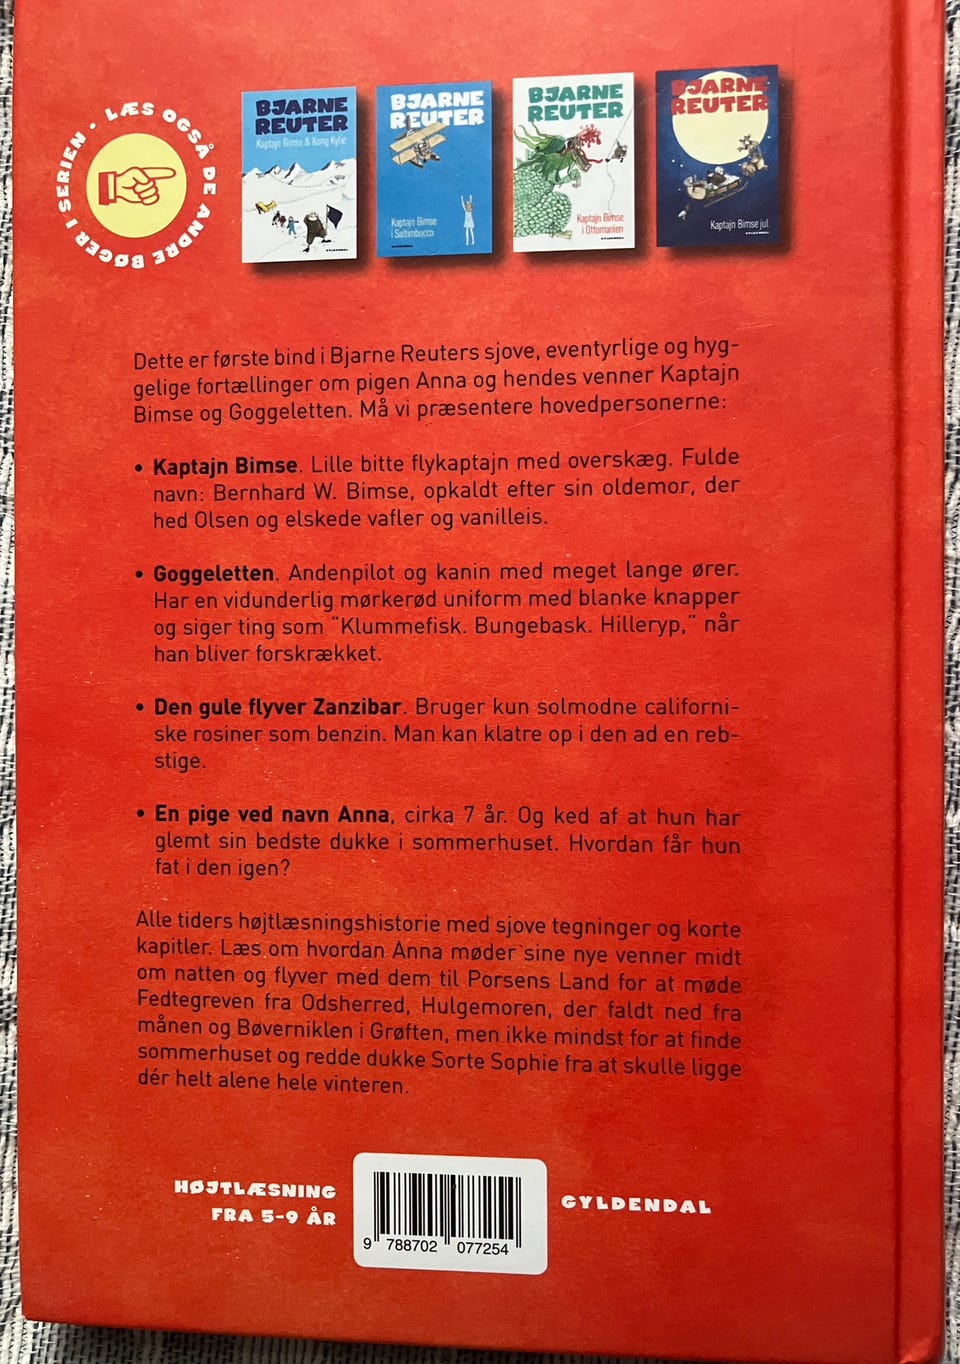 LÆS OGSÅ DE ANDRE BØGER I SERIEN •
BJARNE
REUTER
Kaptajn Bimse & Kong Kylie
BJARNE
REUTER
Kaptajn Bimse
i Saltimbucca
GYLDENDAL
BJARNE
REUTER
Kaptajn Bimse
i Ottomanien
GYLDENDAL
BJARNE
REUTER
Kaptajn Bimse jul
GYLDENDAL
Dette er første bind i Bjarne Reuters sjove, eventyrlige og hyg-
gelige fortællinger om pigen Anna og hendes venner Kaptajn
Bimse og Goggeletten. Må vi præsentere hovedpersonerne:
• Kaptajn Bimse. Lille bitte flykaptajn med overskæg. Fulde
navn: Bernhard W. Bimse, opkaldt efter sin oldemor, der
hed Olsen og elskede vafler og vanilleis.
• Goggeletten. Andenpilot og kanin med meget lange ører.
Har en vidunderlig mørkerød uniform med blanke knapper
og siger ting som "Klummefisk. Bungebask. Hilleryp," når
han bliver forskrækket.
• Den gule flyver Zanzibar. Bruger kun solmodne californi-
ske rosiner som benzin. Man kan klatre op i den ad en reb-
stige.
• En pige ved navn Anna, cirka 7 år. Og ked af at hun har
glemt sin bedste dukke i sommerhuset. Hvordan får hun
fat i den igen?
Alle tiders højtlæsningshistorie med sjove tegninger og korte
kapitler. Læs om hvordan Anna møder sine nye venner midt
om natten og flyver med dem til Porsens Land for at møde
Fedtegreven fra Odsherred, Hulgemoren, der faldt ned fra
månen og Bøverniklen i Grøften, men ikke mindst for at finde
sommerhuset og redde dukke Sorte Sophie fra at skulle ligge
dér helt alene hele vinteren.
HØJTLÆSNING
FRA 5-9 ÅR
9 788702 077254
GYLDENDAL